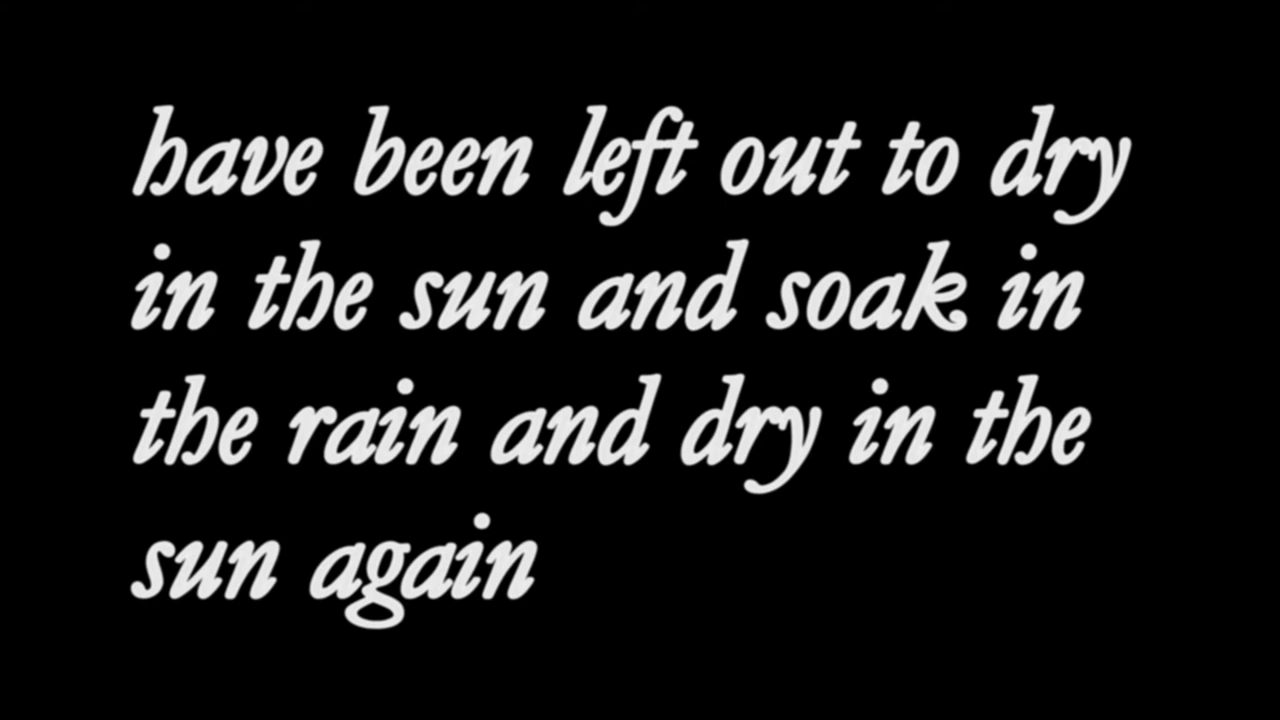 have been left out to dry
in the sun and soak in
the rain and dry in the
sun again